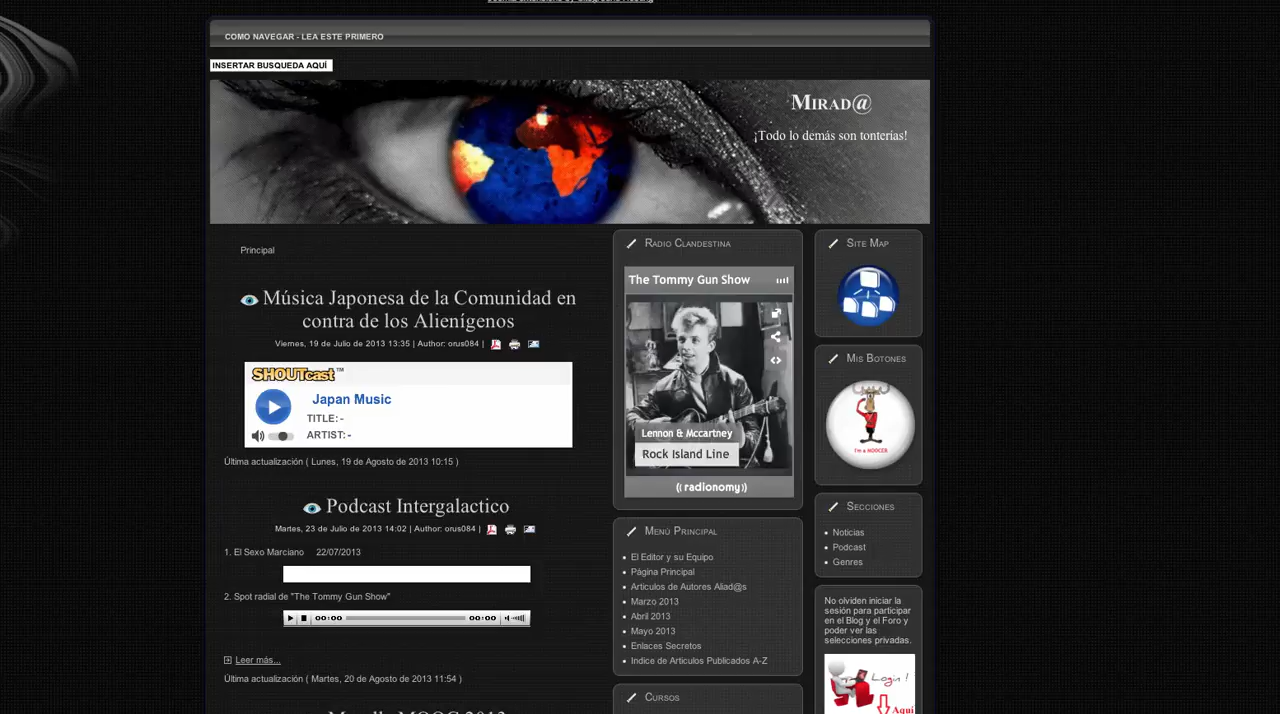 COMO NAVEGAR - LEA ESTE PRIMERO
INSERTAR BUSQUEDA AQUÍ
Mirad@
¡Todo lo demás son tonterías!
Principal
Música Japonesa de la Comunidad en
contra de los Alienígenos
Viernes, 19 de Julio de 2013 13:35 | Author: orus084 |
SHOUTcast™
Japan Music
TITLE: -
ARTIST: -
Última actualización ( Lunes, 19 de Agosto de 2013 10:15 )
Podcast Intergalactico
Martes, 23 de Julio de 2013 14:02 | Author: orus084 |
1. El Sexo Marciano 22/07/2013
2. Spot radial de "The Tommy Gun Show"
00:00 00:00
Leer más...
Última actualización ( Martes, 20 de Agosto de 2013 11:54 )
Radio Clandestina
The Tommy Gun Show
Lennon & Mccartney
Rock Island Line
((radionomy))
Menú Principal
El Editor y su Equipo
Página Principal
Articulos de Autores Aliad@s
Marzo 2013
Abril 2013
Mayo 2013
Enlaces Secretos
Indice de Articulos Publicados A-Z
Cursos
Site Map
Mis Botones
I'm a MOOCER
Secciones
Noticias
Podcast
Genres
No olviden iniciar la
sesión para participar
en el Blog y el Foro y
poder ver las
selecciones privadas.
Login !
Aquí